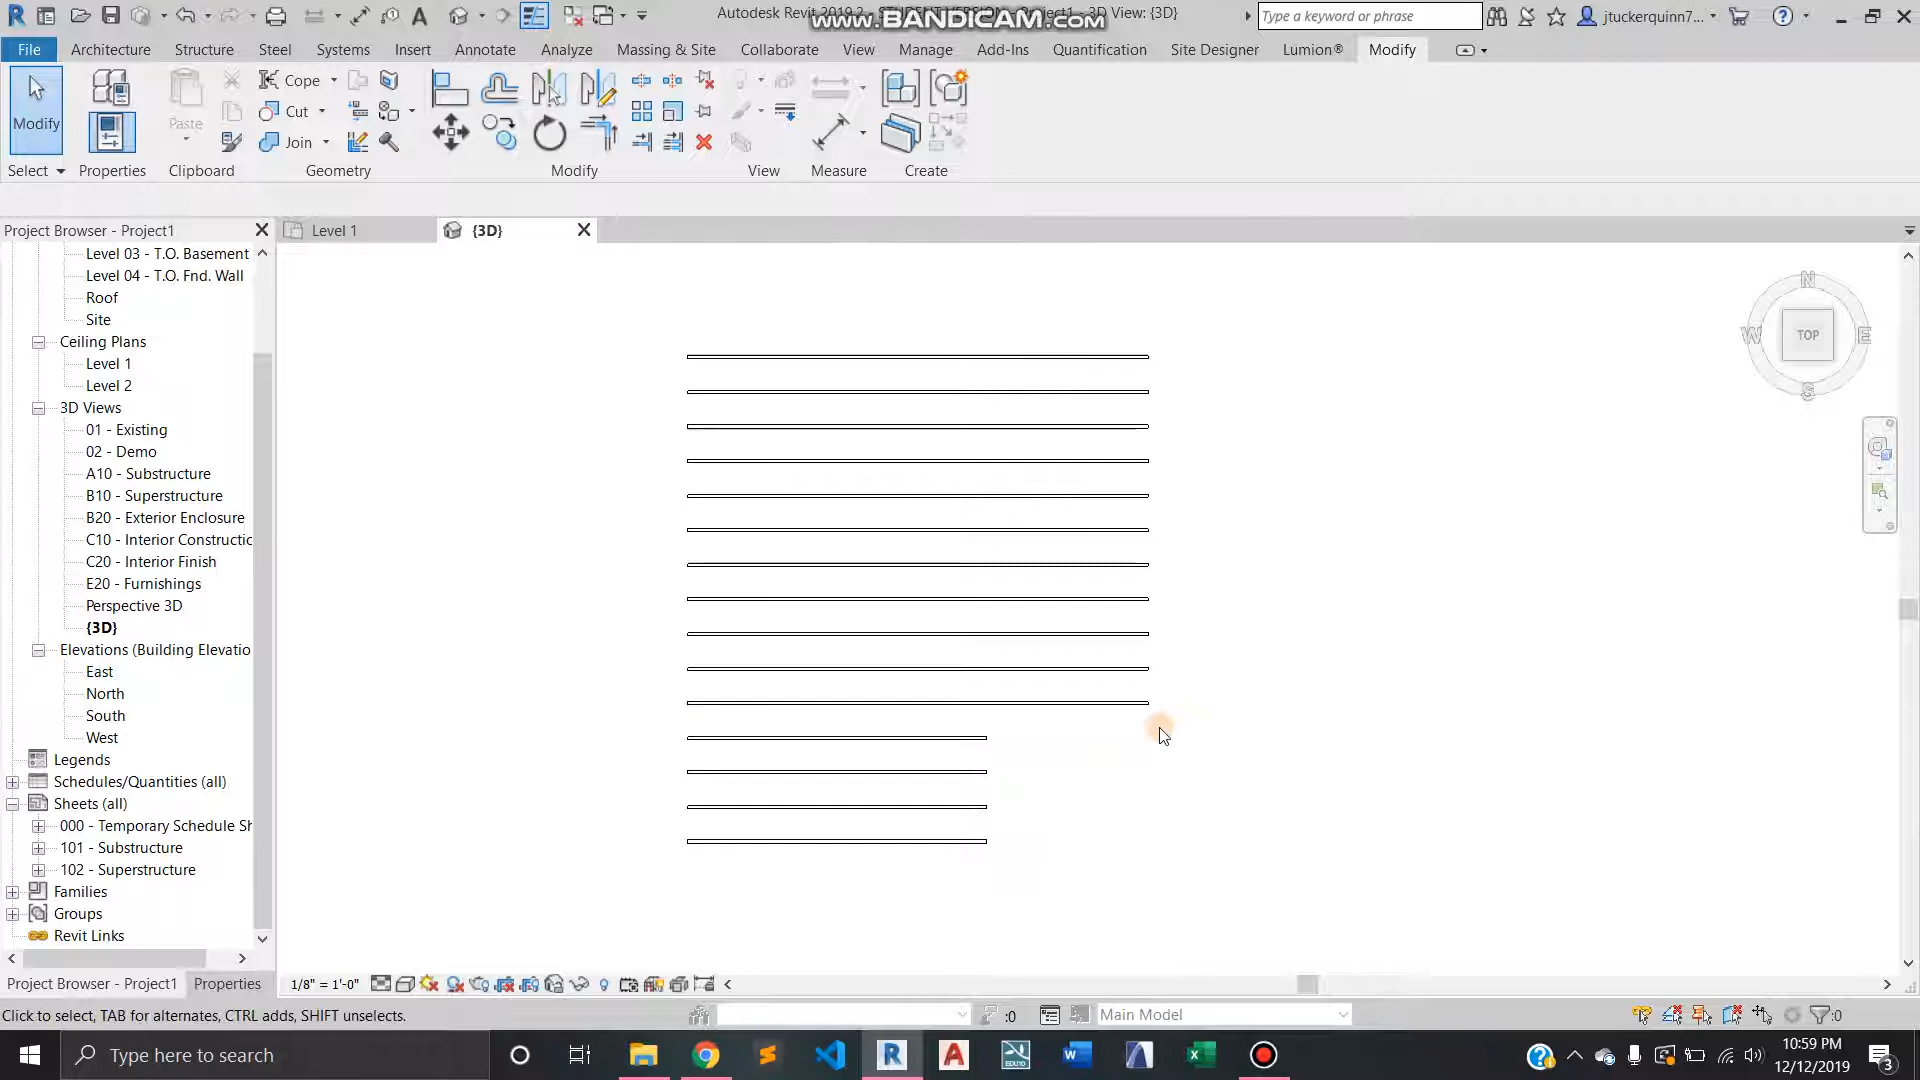 Autodesk Revit 2019.2 - STUDENT VERSION - Project1 - 3D View: {3D}
www.BANDICAM.com
Type a keyword or phrase
jtuckerquinn7...
File
Architecture
Structure
Steel
Systems
Insert
Annotate
Analyze
Massing & Site
Collaborate
View
Manage
Add-Ins
Quantification
Site Designer
Lumion®
Modify
Modify
Paste
Cope
Cut
Join
Select
Properties
Clipboard
Geometry
Modify
View
Measure
Create
Project Browser - Project1
Level 1
{3D}
Level 03 - T.O. Basement
Level 04 - T.O. Fnd. Wall
Roof
Site
Ceiling Plans
Level 1
Level 2
3D Views
01 - Existing
02 - Demo
A10 - Substructure
B10 - Superstructure
B20 - Exterior Enclosure
C10 - Interior Constructic
C20 - Interior Finish
E20 - Furnishings
Perspective 3D
{3D}
Elevations (Building Elevatio
East
North
South
West
Legends
Schedules/Quantities (all)
Sheets (all)
000 - Temporary Schedule Sh
101 - Substructure
102 - Superstructure
Families
Groups
Revit Links
N
W
TOP
E
S
Project Browser - Project1
Properties
1/8" = 1'-0"
Click to select, TAB for alternates, CTRL adds, SHIFT unselects.
:0
Main Model
:0
Type here to search
10:59 PM
12/12/2019
3